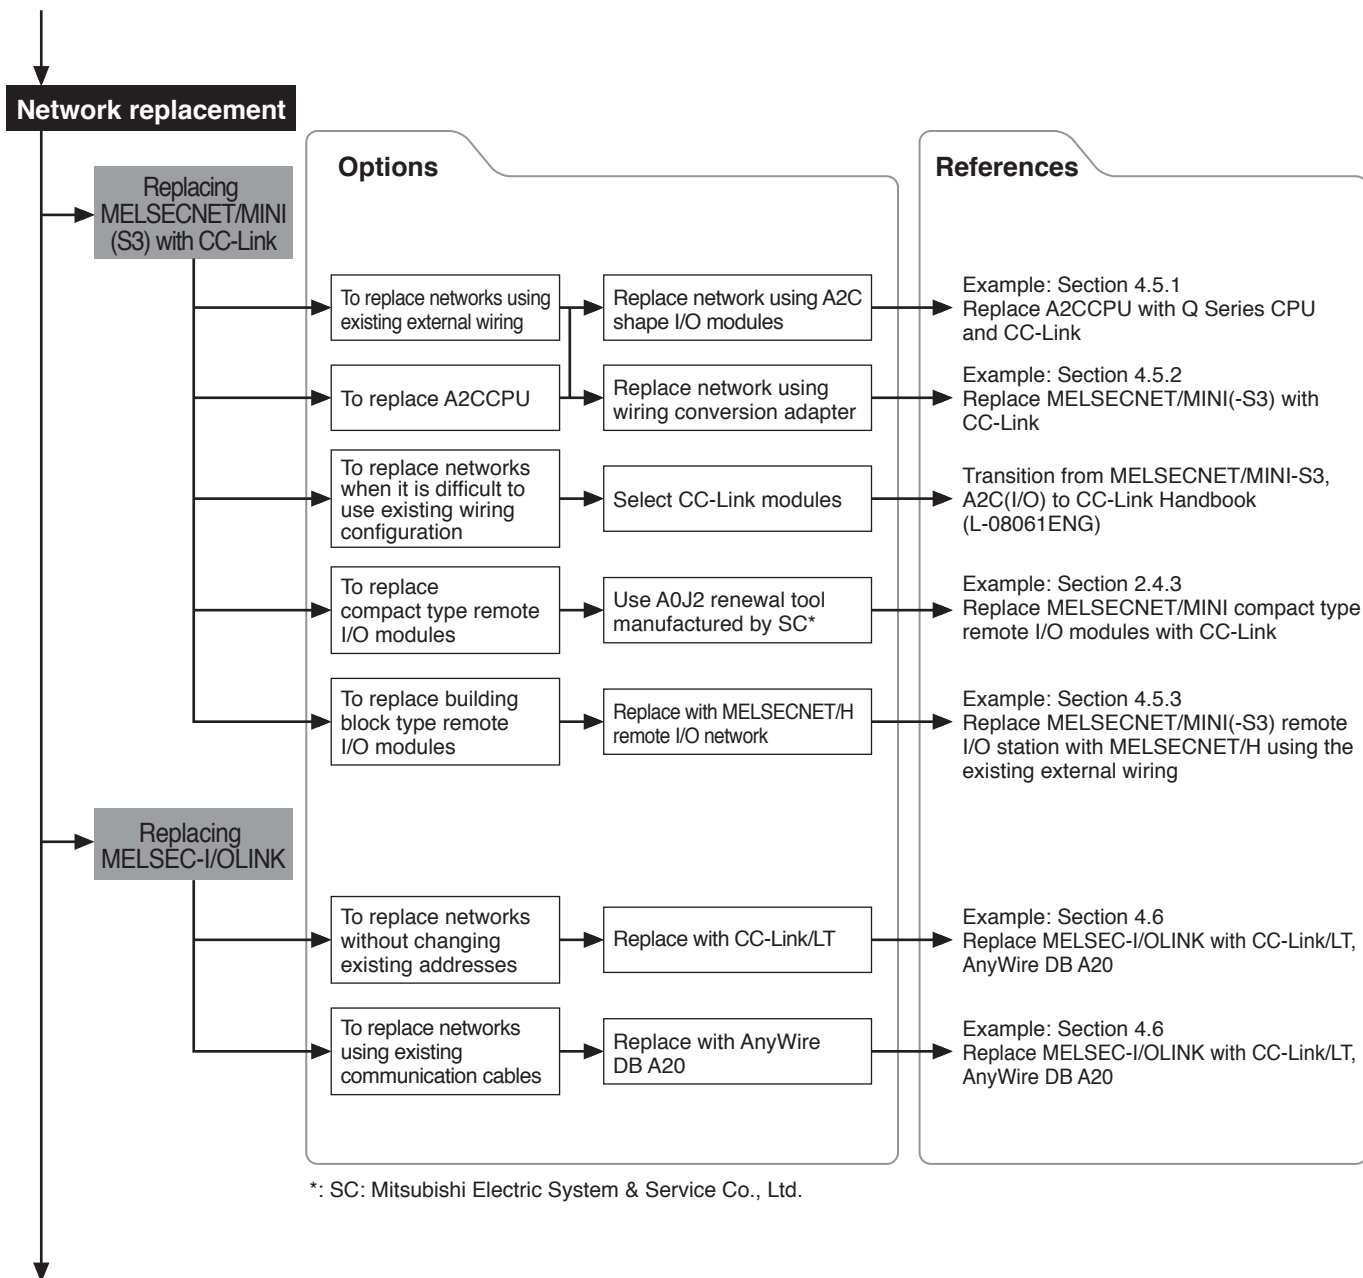 Network replacement
Options
References
Replacing
MELSECNET/MINI
(S3) with CC-Link
To replace networks using
existing external wiring
Replace network using A2C
shape I/O modules
Example: Section 4.5.1
Replace A2CCPU with Q Series CPU
and CC-Link
To replace A2CCPU
Replace network using
wiring conversion adapter
Example: Section 4.5.2
Replace MELSECNET/MINI(-S3) with
CC-Link
To replace networks
when it is difficult to
use existing wiring
configuration
Select CC-Link modules
Transition from MELSECNET/MINI-S3,
A2C(I/O) to CC-Link Handbook
(L-08061ENG)
To replace
compact type remote
I/O modules
Use A0J2 renewal tool
manufactured by SC*
Example: Section 2.4.3
Replace MELSECNET/MINI compact type
remote I/O modules with CC-Link
To replace building
block type remote
I/O modules
Replace with MELSECNET/H
remote I/O network
Example: Section 4.5.3
Replace MELSECNET/MINI(-S3) remote
I/O station with MELSECNET/H using the
existing external wiring
Replacing
MELSEC-I/OLINK
To replace networks
without changing
existing addresses
Replace with CC-Link/LT
Example: Section 4.6
Replace MELSEC-I/OLINK with CC-Link/LT,
AnyWire DB A20
To replace networks
using existing
communication cables
Replace with AnyWire
DB A20
Example: Section 4.6
Replace MELSEC-I/OLINK with CC-Link/LT,
AnyWire DB A20
*: SC: Mitsubishi Electric System & Service Co., Ltd.